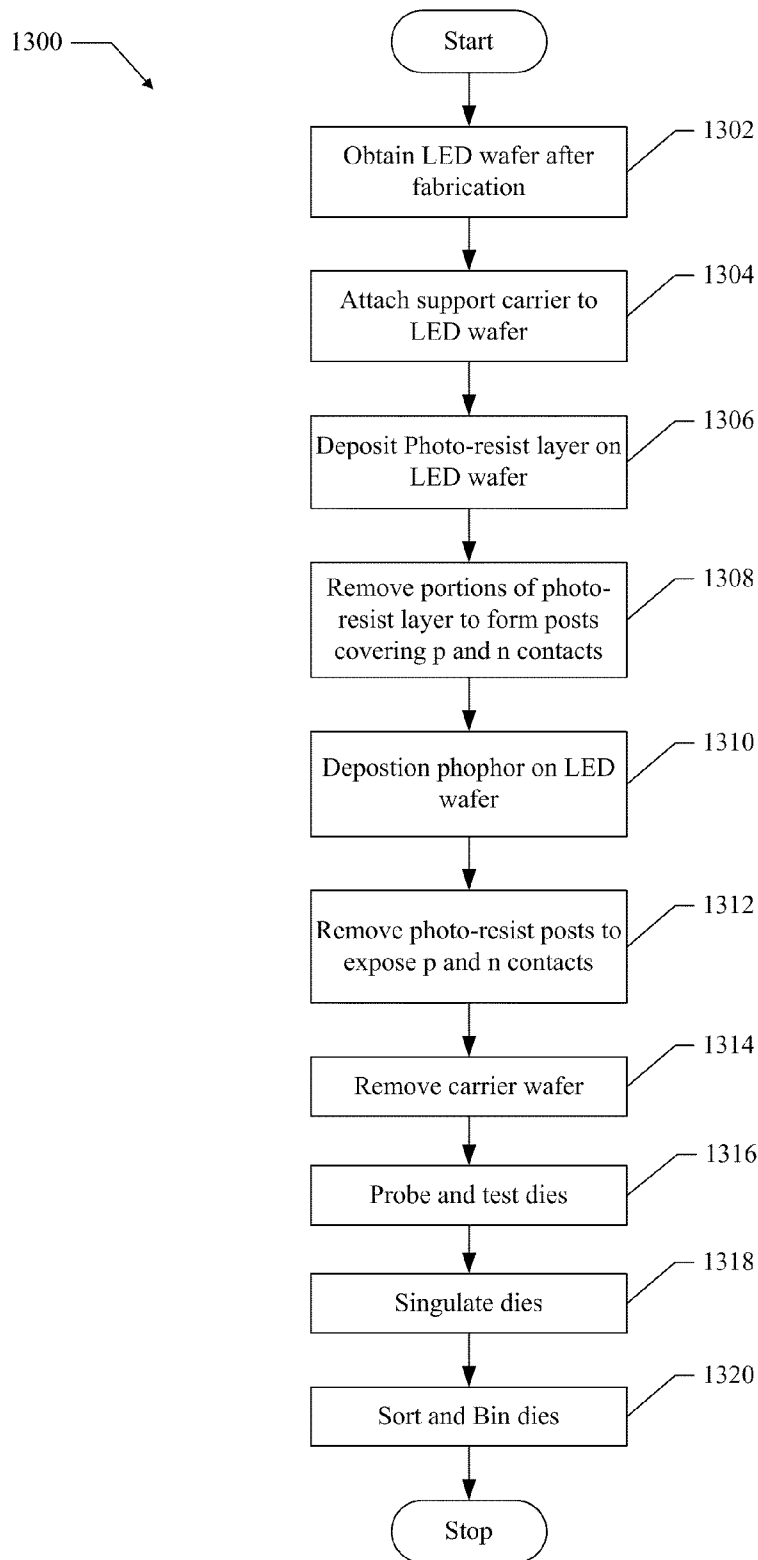 1300
Start
1302
Obtain LED wafer after
fabrication
1304
Attach support carrier to
LED wafer
1306
Deposit Photo-resist layer on
LED wafer
1308
Remove portions of photo-
resist layer to form posts
covering p and n contacts
1310
Depostion phophor on LED
wafer
1312
Remove photo-resist posts to
expose p and n contacts
1314
Remove carrier wafer
1316
Probe and test dies
1318
Singulate dies
1320
Sort and Bin dies
Stop